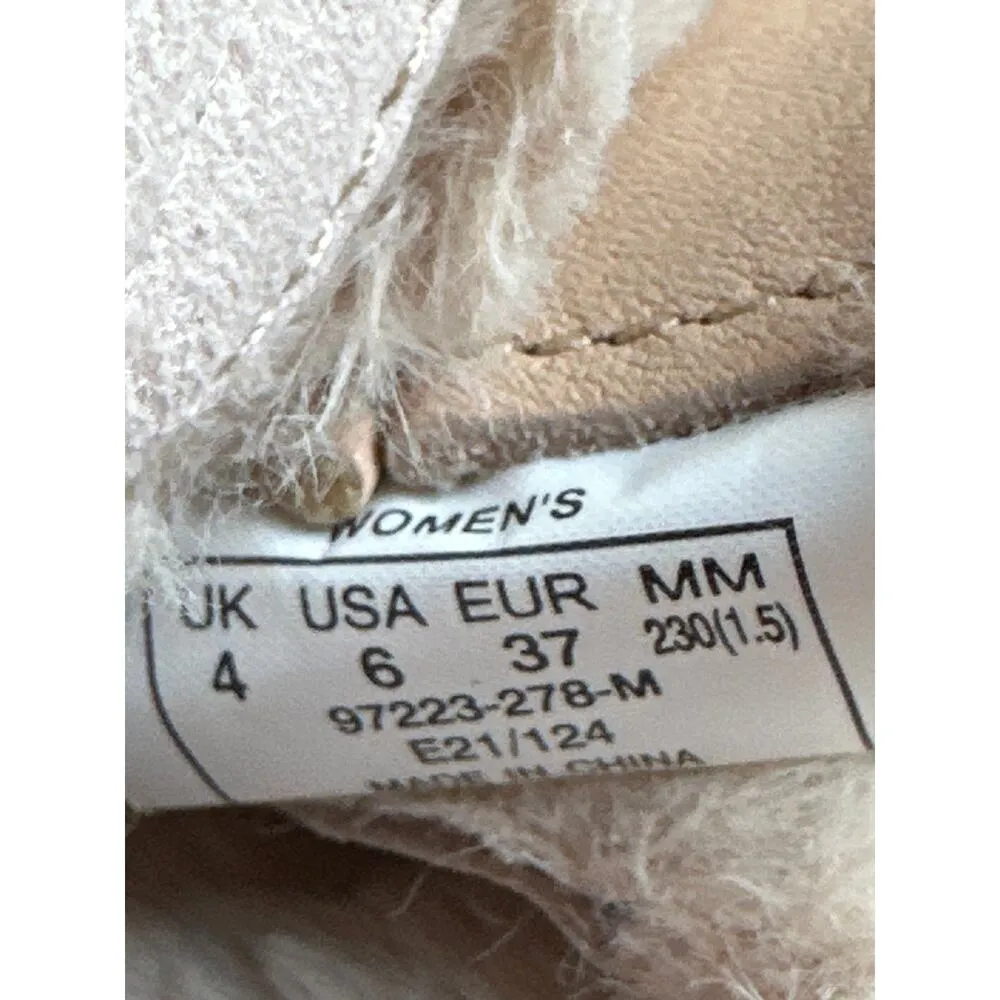 WOMEN'S
UK USA EUR MM
4 6 37 230(1.5)
97223-278-M
E21/124
MADE IN CHINA